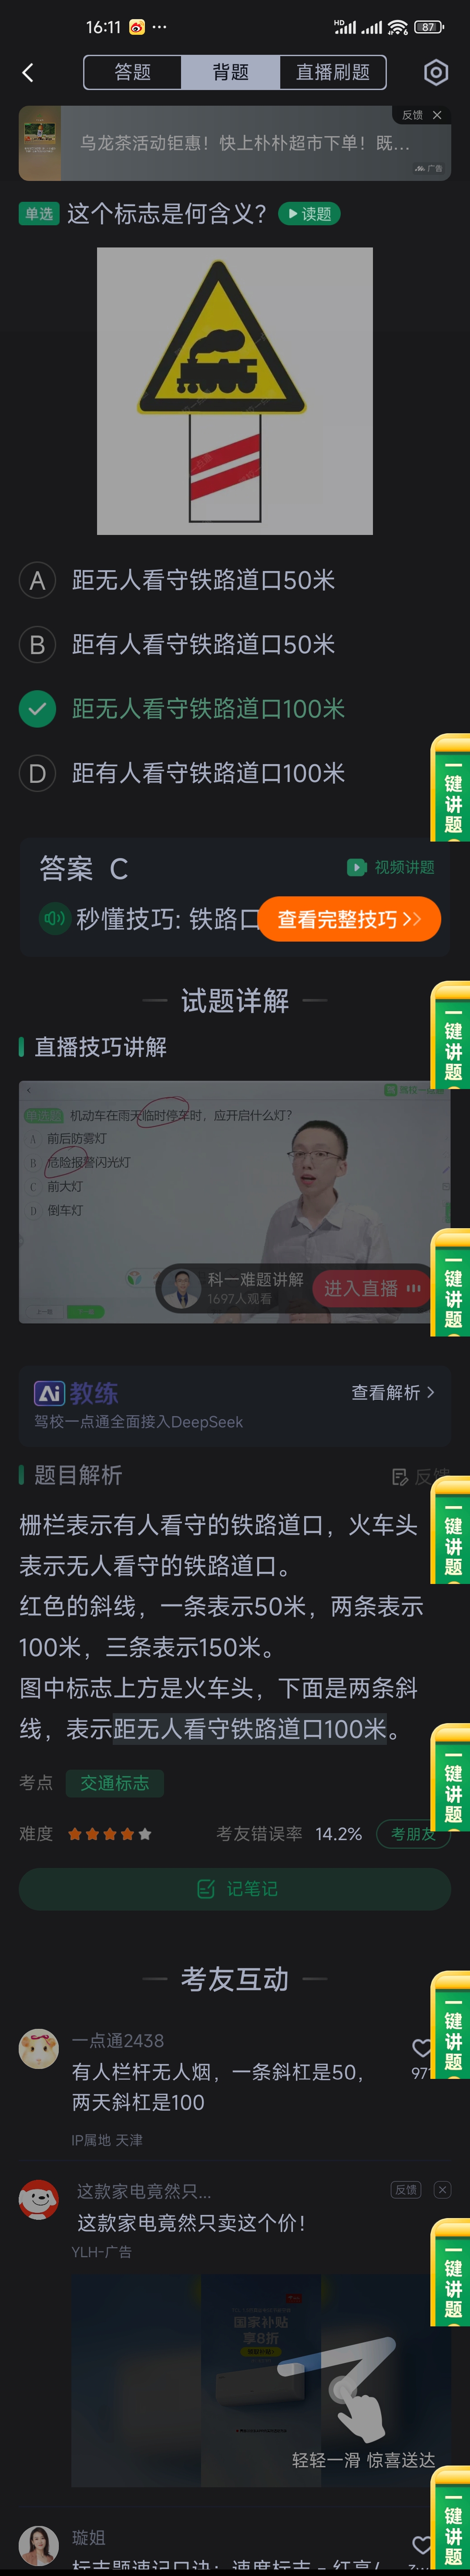 16:11
HD
87
答题
背题
直播刷题
反馈
乌龙茶活动钜惠！快上朴朴超市下单！既...
广告
单选 这个标志是何含义？ 读题
A 距无人看守铁路道口50米
B 距有人看守铁路道口50米
距无人看守铁路道口100米
D 距有人看守铁路道口100米
一键讲题
答案 C
视频讲题
秒懂技巧: 铁路口
查看完整技巧
试题详解
一键讲题
直播技巧讲解
机动车在雨天临时停车时，应开启什么灯？
A 前后防雾灯
B 危险报警闪光灯
C 前大灯
D 倒车灯
一键讲题
科一难题讲解
1697人观看
进入直播
Ai 教练
查看解析
驾校一点通全面接入DeepSeek
题目解析
反馈
一键讲题
栅栏表示有人看守的铁路道口，火车头
表示无人看守的铁路道口。
红色的斜线，一条表示50米，两条表示
100米，三条表示150米。
图中标志上方是火车头，下面是两条斜
线，表示距无人看守铁路道口100米。
一键讲题
考点 交通标志
难度
考友错误率 14.2%
考朋友
记笔记
考友互动
一键讲题
一点通2438
有人栏杆无人烟，一条斜杠是50，
两天斜杠是100
971
IP属地 天津
这款家电竟然只...
反馈
这款家电竟然只卖这个价！
YLH-广告
一键讲题
国家补贴
享8折
轻轻一滑 惊喜送达
一键讲题
璇姐